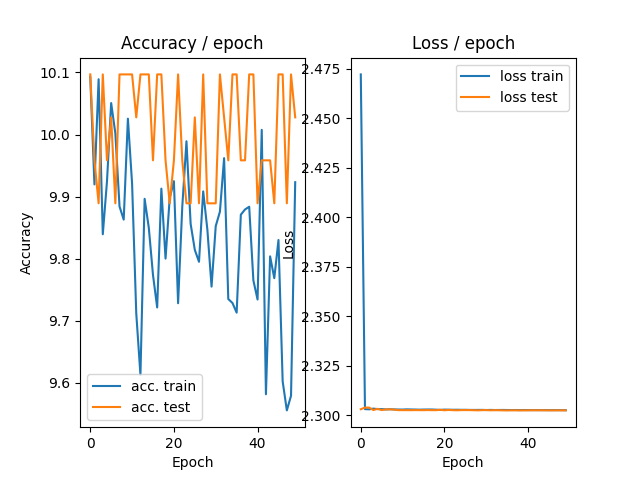 Accuracy / epoch
10.1
10.0
9.9
9.8
9.7
9.6
Accuracy
acc. train
acc. test
0
20
40
Epoch
Loss / epoch
2.475
2.450
2.425
2.400
2.375
2.350
2.325
2.300
Loss
loss train
loss test
0
20
40
Epoch